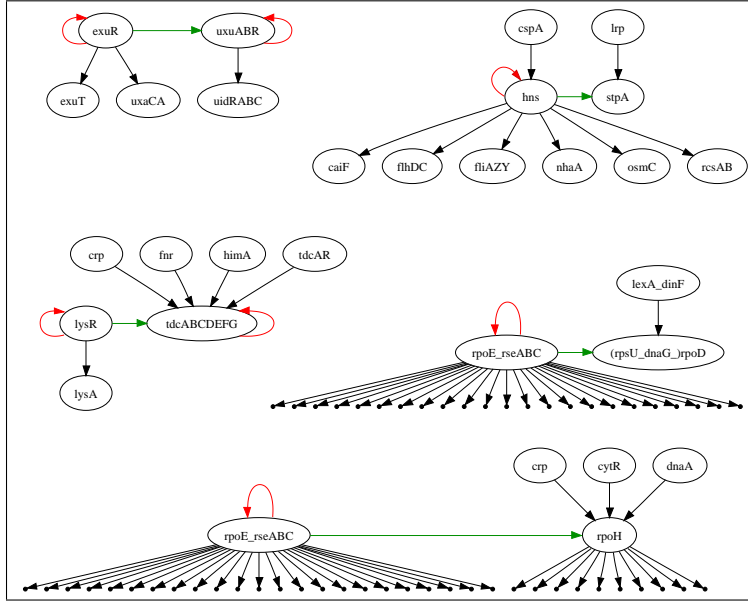 exuR
uxuABR
exuT
uxaCA
uidRABC
cspA
lrp
hns
stpA
caiF
flhDC
fliAZY
nhaA
osmC
rcsAB
crp
fnr
himA
tdcAR
lysR
tdcABCDEFG
lysA
lexA_dinF
rpoE_rseABC
(rpsU_dnaG_)rpoD
crp
cytR
dnaA
rpoE_rseABC
rpoH